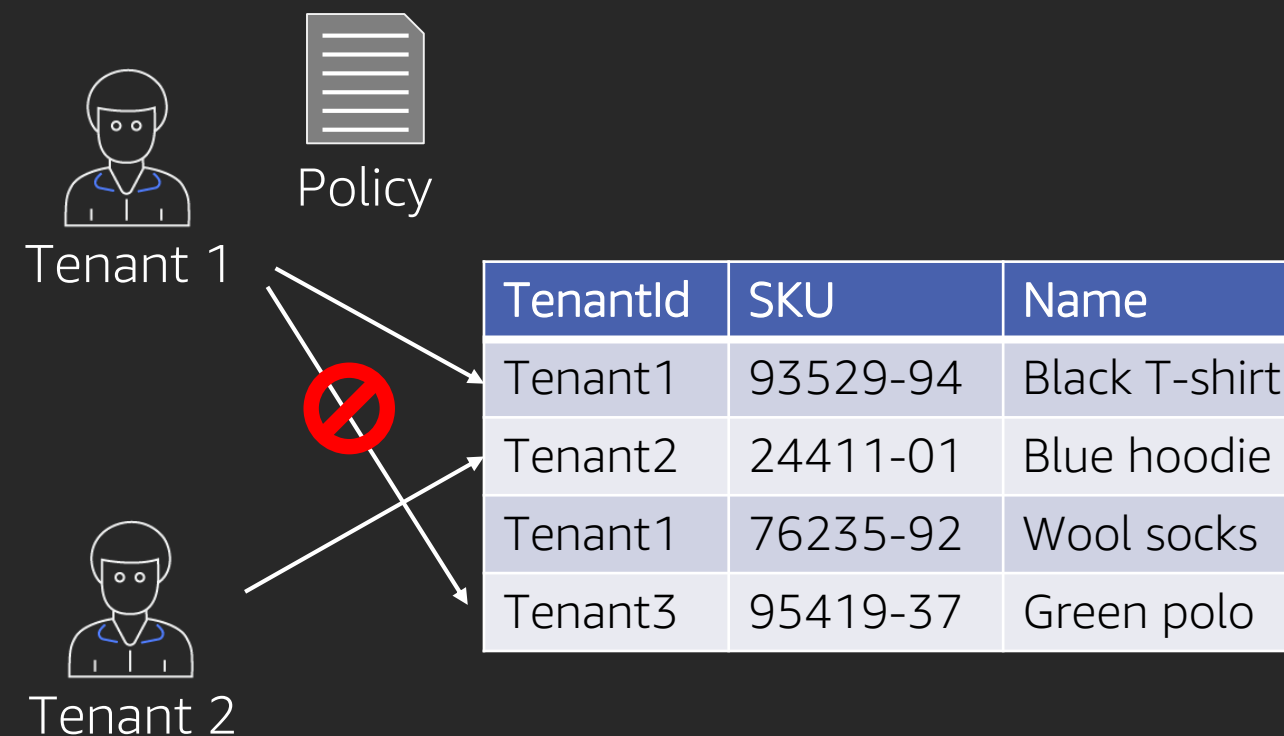 Policy
Tenant 1
TenantId SKU Name
Tenant1 93529-94 Black T-shirt
Tenant2 24411-01 Blue hoodie
Tenant1 76235-92 Wool socks
Tenant3 95419-37 Green polo
Tenant 2